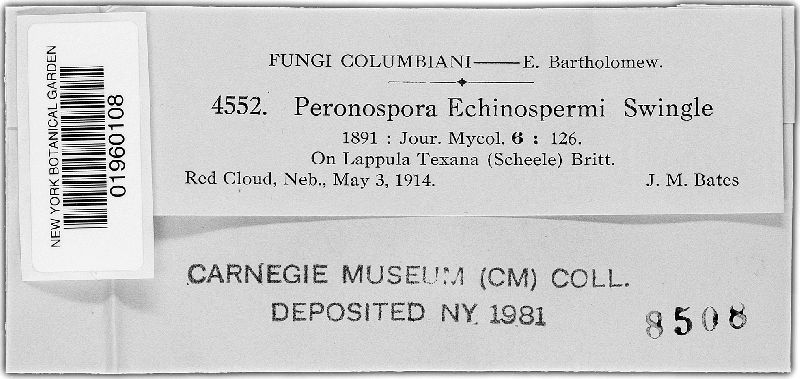 NEW YORK BOTANICAL GARDEN
01960108
FUNGI COLUMBIANI——E. Bartholomew.
4552. Peronospora Echinospermi Swingle
1891 : Jour. Mycol. 6 : 126.
On Lappula Texana (Scheele) Britt.
Red Cloud, Neb., May 3, 1914. J. M. Bates
CARNEGIE MUSEUM (CM) COLL.
DEPOSITED NY. 1981
8508